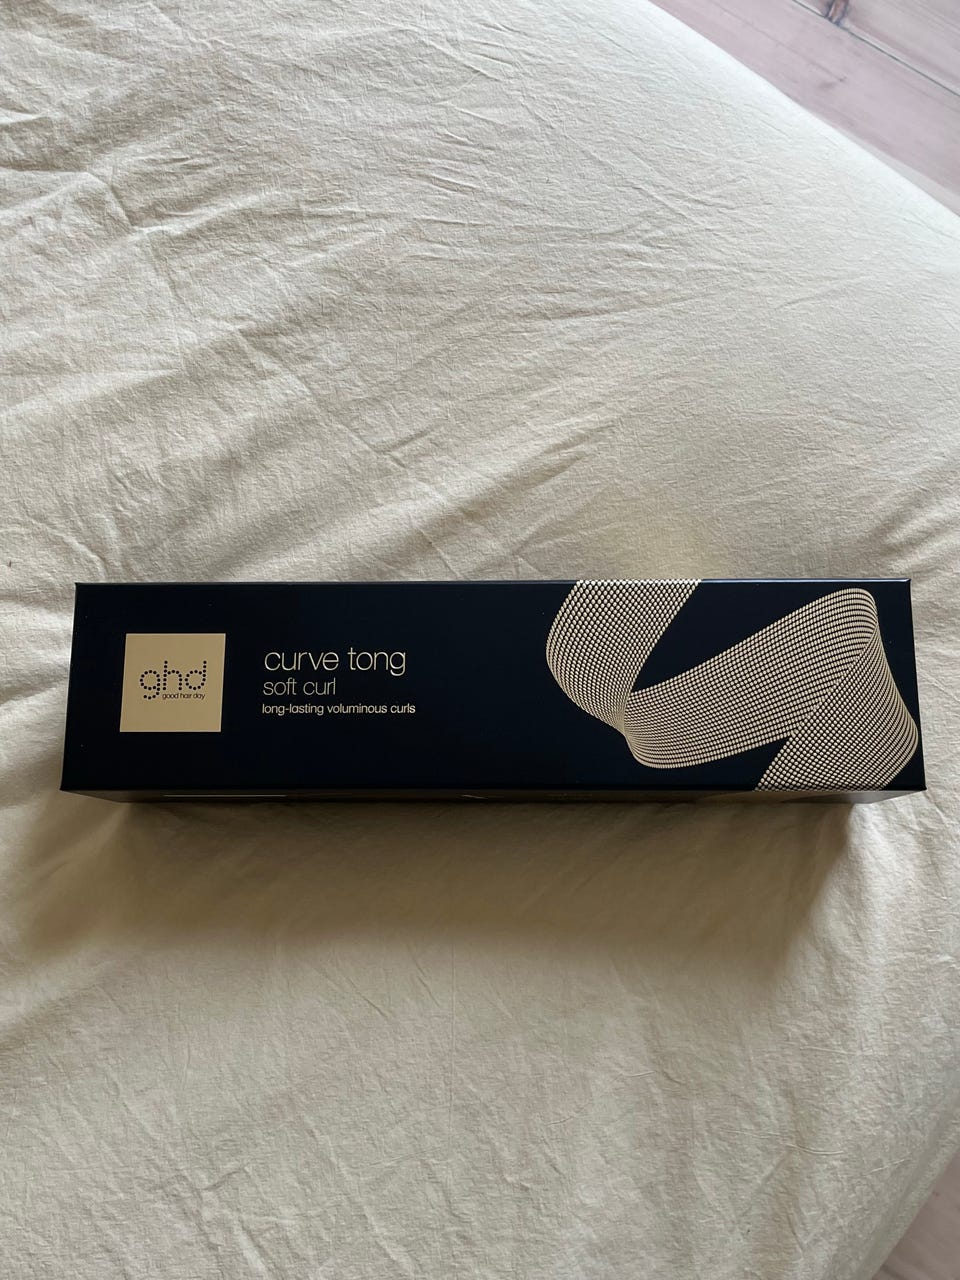 ghd
good hair day
curve tong
soft curl
long-lasting voluminous curls